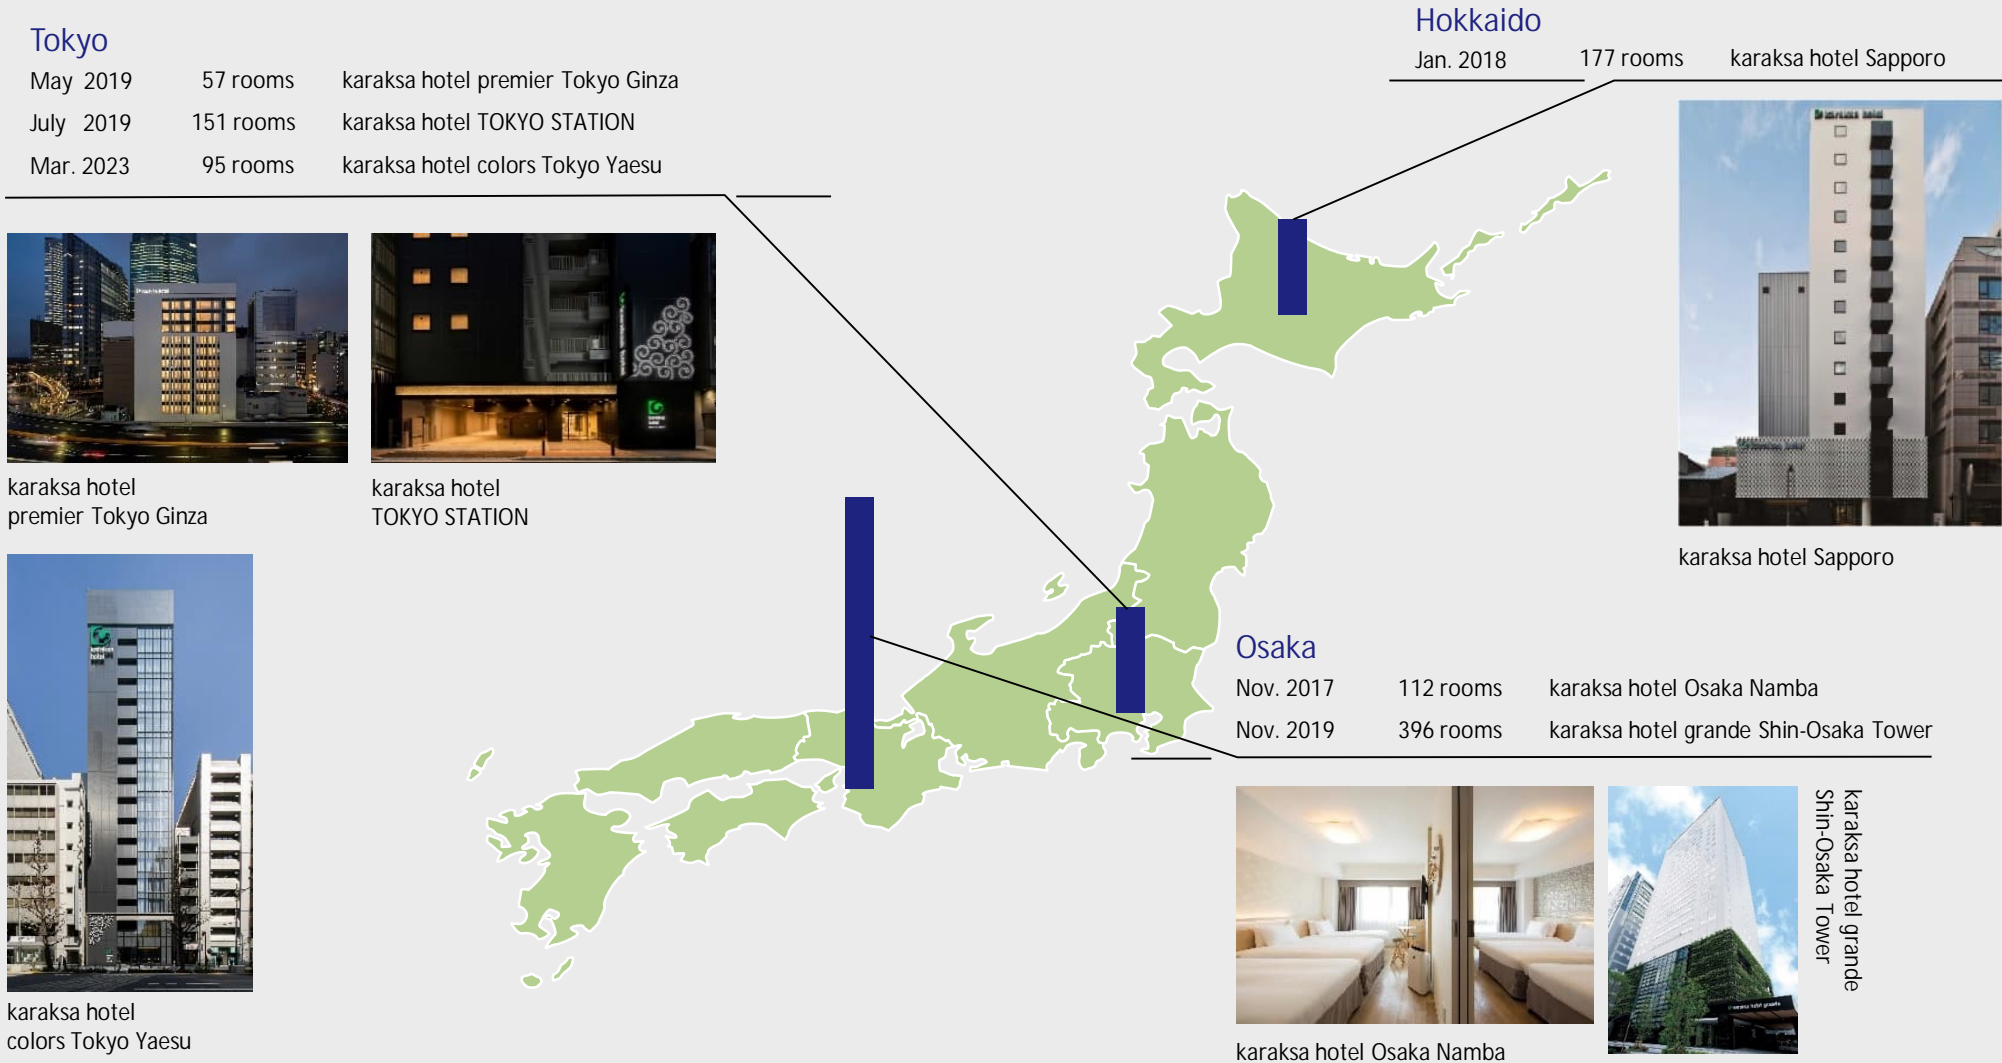 Tokyo
May 2019 57 rooms karaksa hotel premier Tokyo Ginza
July 2019 151 rooms karaksa hotel TOKYO STATION
Mar. 2023 95 rooms karaksa hotel colors Tokyo Yaesu
Hokkaido
Jan. 2018 177 rooms karaksa hotel Sapporo
karaksa hotel
premier Tokyo Ginza
karaksa hotel
TOKYO STATION
karaksa hotel Sapporo
Osaka
Nov. 2017 112 rooms karaksa hotel Osaka Namba
Nov. 2019 396 rooms karaksa hotel grande Shin-Osaka Tower
karaksa hotel
colors Tokyo Yaesu
karaksa hotel Osaka Namba
karaksa hotel grande
Shin-Osaka Tower